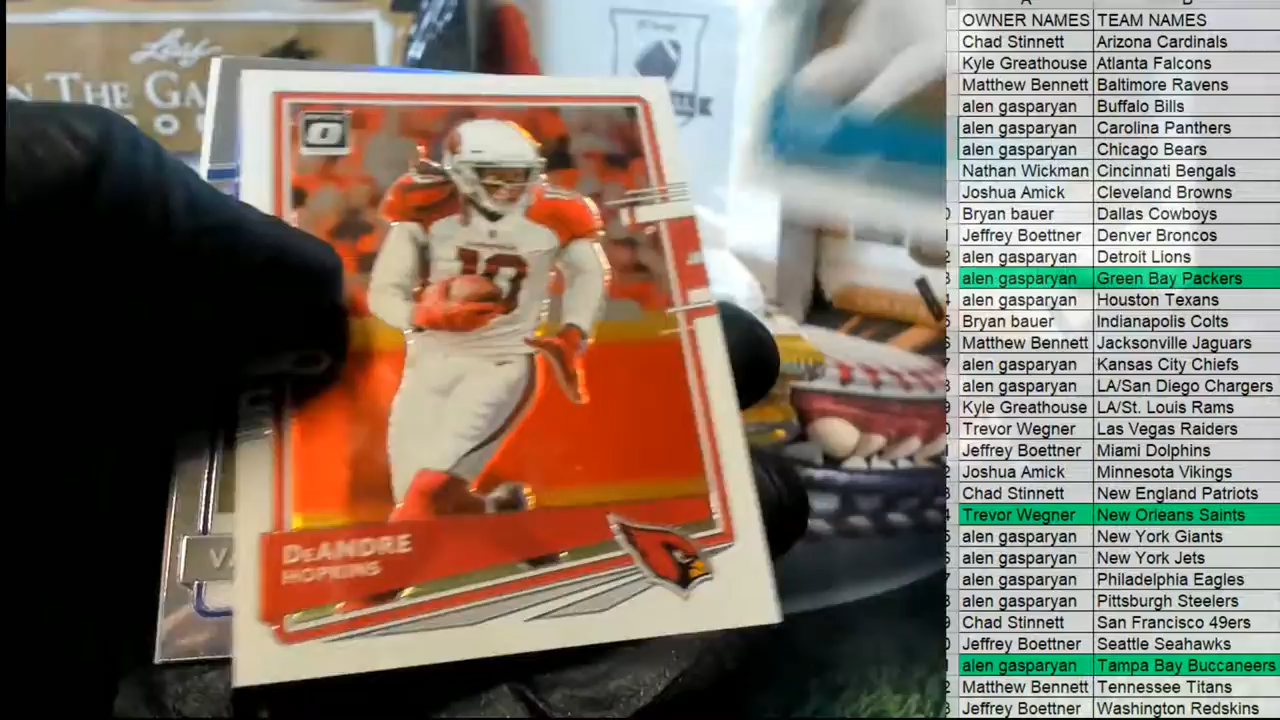 Leaf
N THE GA
O
10
DeANDRE
HOPKINS
VA
OWNER NAMES TEAM NAMES
Chad Stinnett Arizona Cardinals
Kyle Greathouse Atlanta Falcons
Matthew Bennett Baltimore Ravens
alen gasparyan Buffalo Bills
alen gasparyan Carolina Panthers
alen gasparyan Chicago Bears
Nathan Wickman Cincinnati Bengals
Joshua Amick Cleveland Browns
Bryan bauer Dallas Cowboys
Jeffrey Boettner Denver Broncos
alen gasparyan Detroit Lions
alen gasparyan Green Bay Packers
alen gasparyan Houston Texans
Bryan bauer Indianapolis Colts
Matthew Bennett Jacksonville Jaguars
alen gasparyan Kansas City Chiefs
alen gasparyan LA/San Diego Chargers
Kyle Greathouse LA/St. Louis Rams
Trevor Wegner Las Vegas Raiders
Jeffrey Boettner Miami Dolphins
Joshua Amick Minnesota Vikings
Chad Stinnett New England Patriots
Trevor Wegner New Orleans Saints
alen gasparyan New York Giants
alen gasparyan New York Jets
alen gasparyan Philadelphia Eagles
alen gasparyan Pittsburgh Steelers
Chad Stinnett San Francisco 49ers
Jeffrey Boettner Seattle Seahawks
alen gasparyan Tampa Bay Buccaneers
Matthew Bennett Tennessee Titans
Jeffrey Boettner Washington Redskins